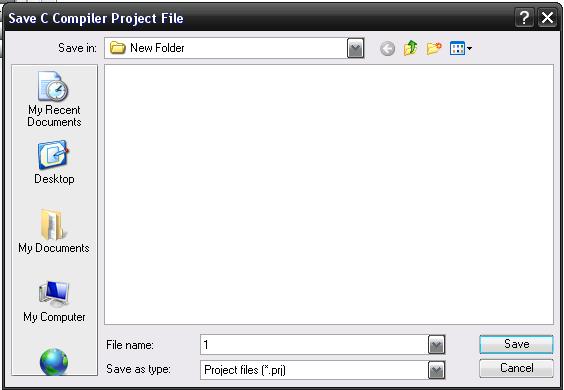 Save C Compiler Project File
?
Save in:
New Folder
My Recent
Documents
Desktop
My Documents
My Computer
File name:
1
Save
Save as type:
Project files (*.prj)
Cancel